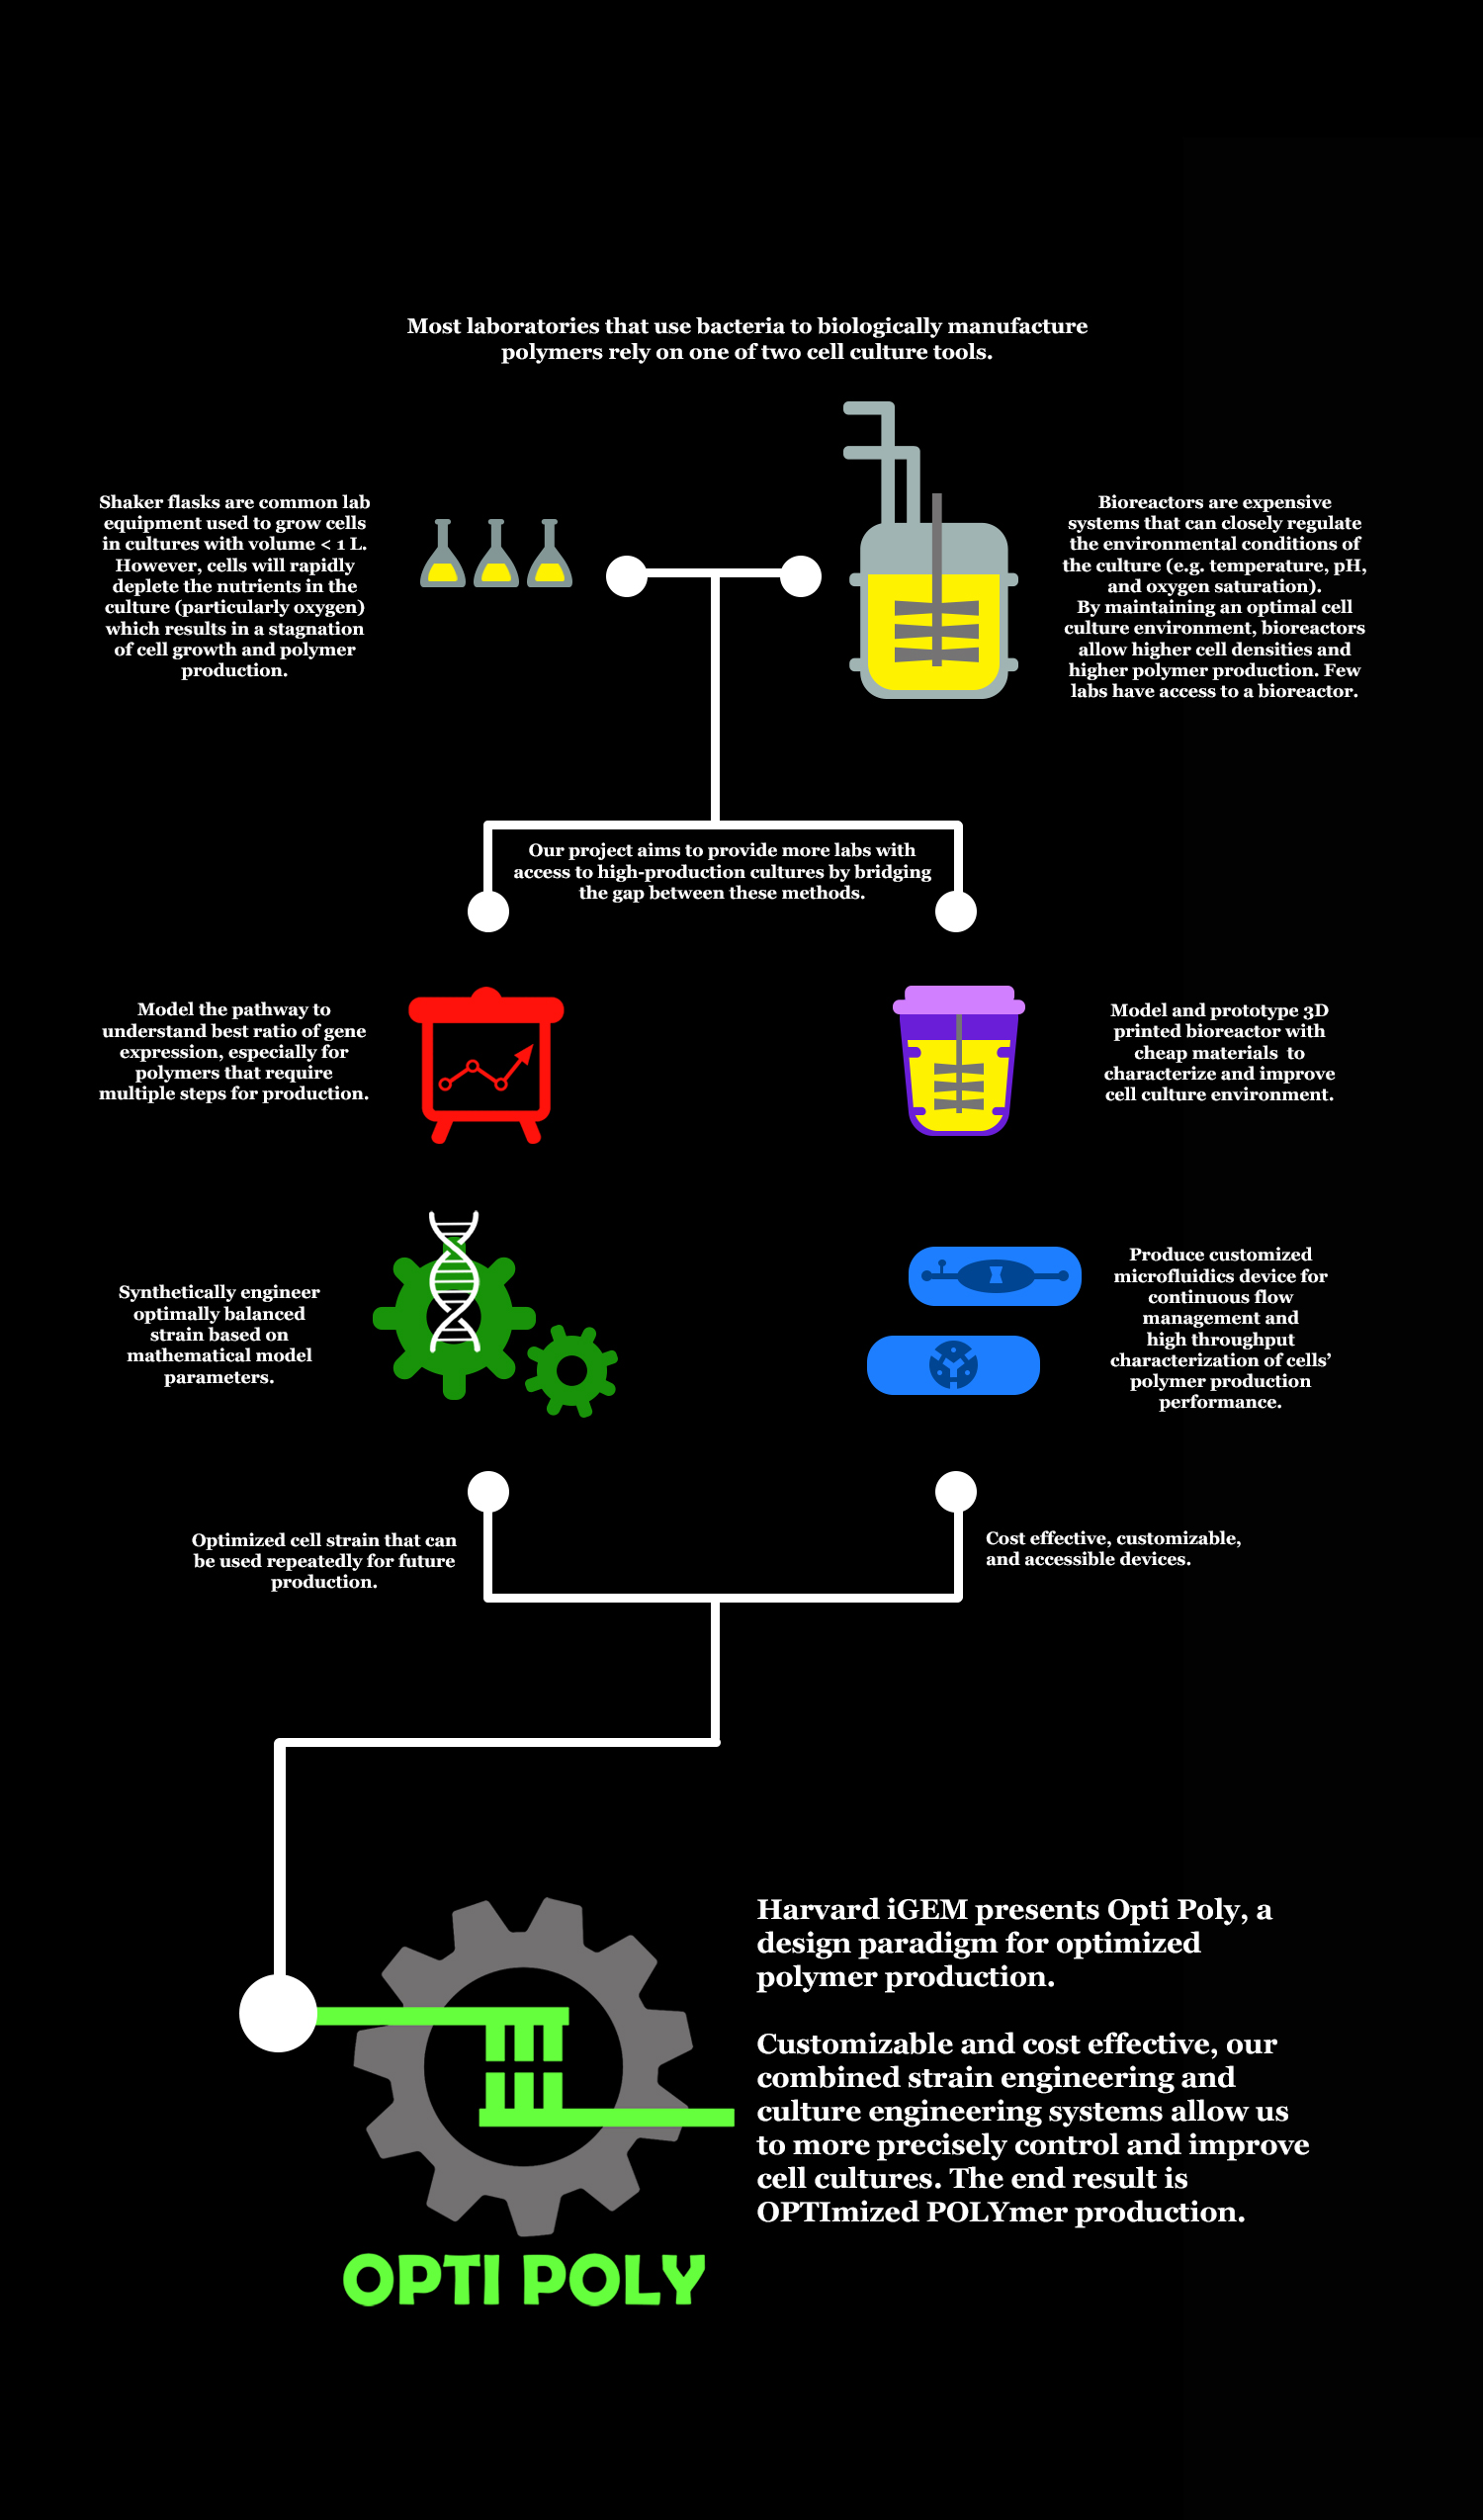 Most laboratories that use bacteria to biologically manufacture
polymers rely on one of two cell culture tools.
Shaker flasks are common lab
equipment used to grow cells
in cultures with volume < 1 L.
However, cells will rapidly
deplete the nutrients in the
culture (particularly oxygen)
which results in a stagnation
of cell growth and polymer
production.
Bioreactors are expensive
systems that can closely regulate
the environmental conditions of
the culture (e.g. temperature, pH,
and oxygen saturation).
By maintaining an optimal cell
culture environment, bioreactors
allow higher cell densities and
higher polymer production. Few
labs have access to a bioreactor.
Our project aims to provide more labs with
access to high-production cultures by bridging
the gap between these methods.
Model the pathway to
understand best ratio of gene
expression, especially for
polymers that require
multiple steps for production.
Model and prototype 3D
printed bioreactor with
cheap materials to
characterize and improve
cell culture environment.
Synthetically engineer
optimally balanced
strain based on
mathematical model
parameters.
Produce customized
microfluidics device for
continuous flow
management and
high throughput
characterization of cells’
polymer production
performance.
Optimized cell strain that can
be used repeatedly for future
production.
Cost effective, customizable,
and accessible devices.
Harvard iGEM presents Opti Poly, a
design paradigm for optimized
polymer production.
Customizable and cost effective, our
combined strain engineering and
culture engineering systems allow us
to more precisely control and improve
cell cultures. The end result is
OPTImized POLYmer production.
OPTI POLY